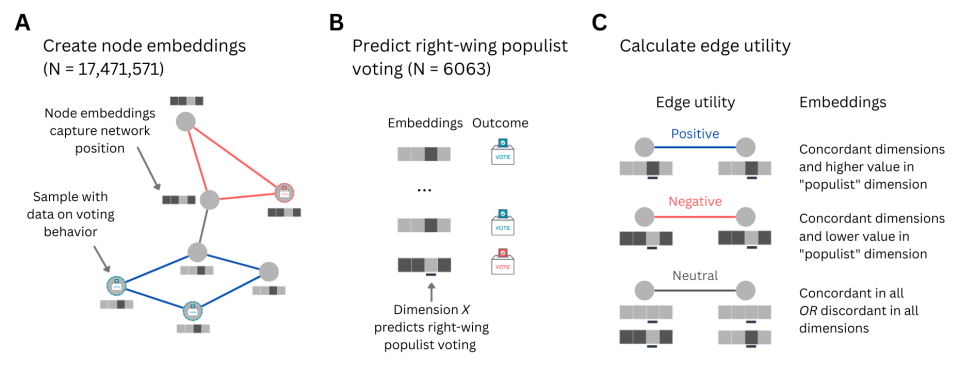 A
Create node embeddings
(N = 17,471,571)
Node embeddings
capture network
position
Sample with
data on voting
behavior
B
Predict right-wing populist
voting (N = 6063)
Embeddings
Outcome
VOTE
...
VOTE
VOTE
Dimension X
predicts right-wing
populist voting
C
Calculate edge utility
Edge utility
Embeddings
Positive
Concordant dimensions
and higher value in
"populist" dimension
Negative
Concordant dimensions
and lower value in
"populist" dimension
Neutral
Concordant in all
OR discordant in all
dimensions